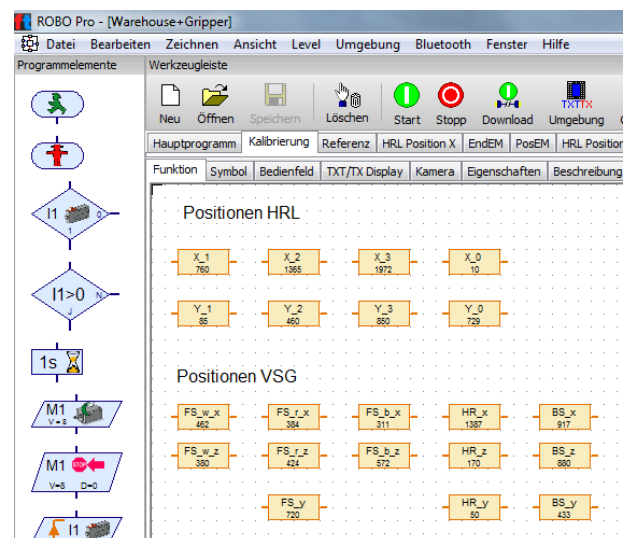 ROBO Pro - [Warehouse+Gripper]
Datei Bearbeiten Zeichnen Ansicht Level Umgebung Bluetooth Fenster Hilfe
Programmelemente Werkzeugleiste
Neu Öffnen Speichern Löschen Start Stopp Download Umgebung
TXTTX
Hauptprogramm Kalibrierung Referenz HRL Position X EndEM PosEM HRL Position
Funktion Symbol Bedienfeld TXT/TX Display Kamera Eigenschaften Beschreibung
Positionen HRL
I1 0
1
X_1 X_2 X_3 X_0
760 1365 1972 10
I1>0 N
J
Y_1 Y_2 Y_3 Y_0
85 460 850 729
1s
Positionen VSG
M1
V=8
FS_w_x FS_r_x FS_b_x HR_x BS_x
462 384 311 1387 917
M1 STOP
V=8 D=0
FS_w_z FS_r_z FS_b_z HR_z BS_z
380 424 572 170 880
I1
FS_y HR_y BS_y
720 50 433